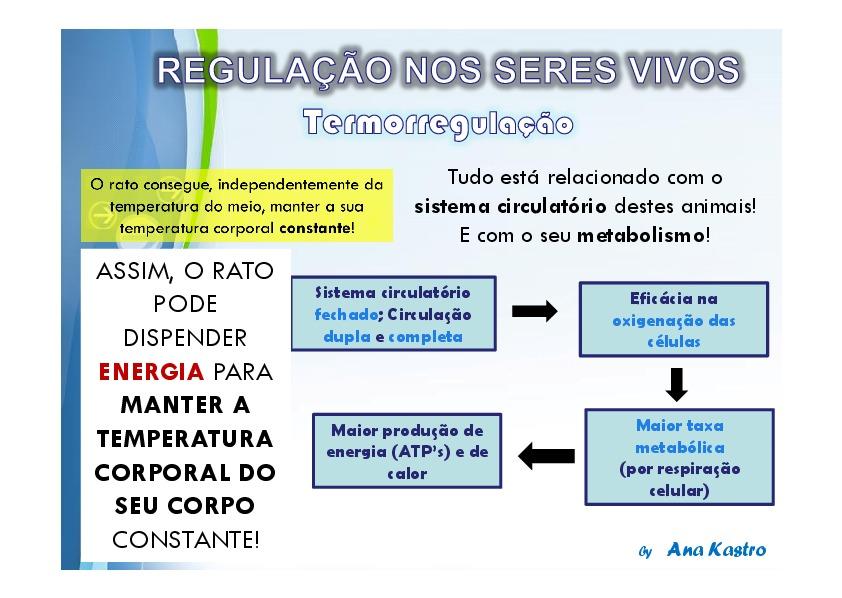 REGULAÇÃO NOS SERES VIVOS
Termorregulação
O rato consegue, independentemente da
temperatura do meio, manter a sua
temperatura corporal constante!
Tudo está relacionado com o
sistema circulatório destes animais!
E com o seu metabolismo!
ASSIM, O RATO
PODE
DISPENDER
ENERGIA PARA
MANTER A
TEMPERATURA
CORPORAL DO
SEU CORPO
CONSTANTE!
Sistema circulatório
fechado; Circulação
dupla e completa
Eficácia na
oxigenação das
células
Maior taxa
metabólica
(por respiração
celular)
Maior produção de
energia (ATP's) e de
calor
By Ana Kastro